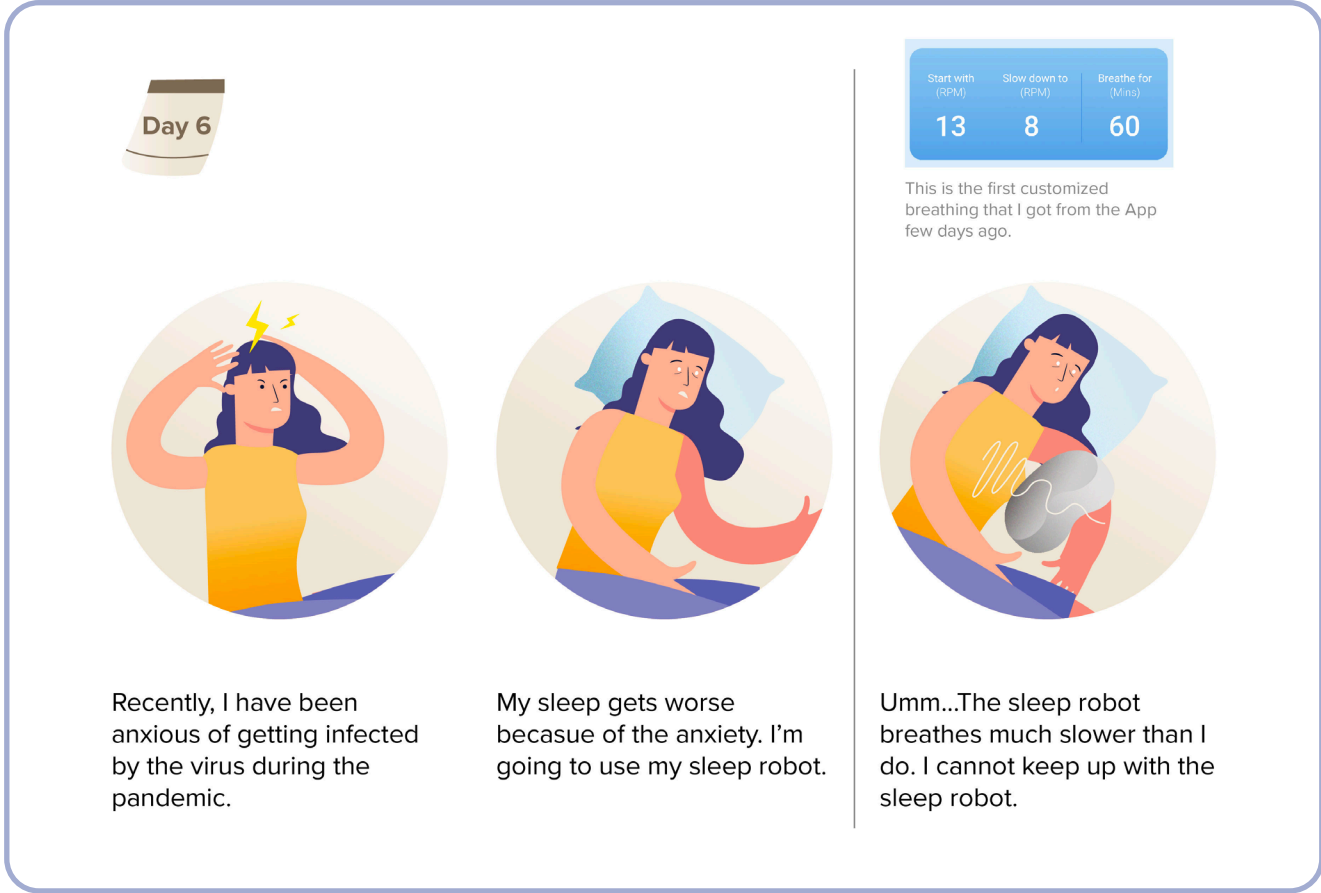 Day 6
Recently, I have been
anxious of getting infected
by the virus during the
pandemic.
My sleep gets worse
becasue of the anxiety. I’m
going to use my sleep robot.
Start with
(RPM)
13
Slow down to
(RPM)
8
Breathe for
(Mins)
60
This is the first customized
breathing that I got from the App
few days ago.
Umm...The sleep robot
breathes much slower than I
do. I cannot keep up with the
sleep robot.